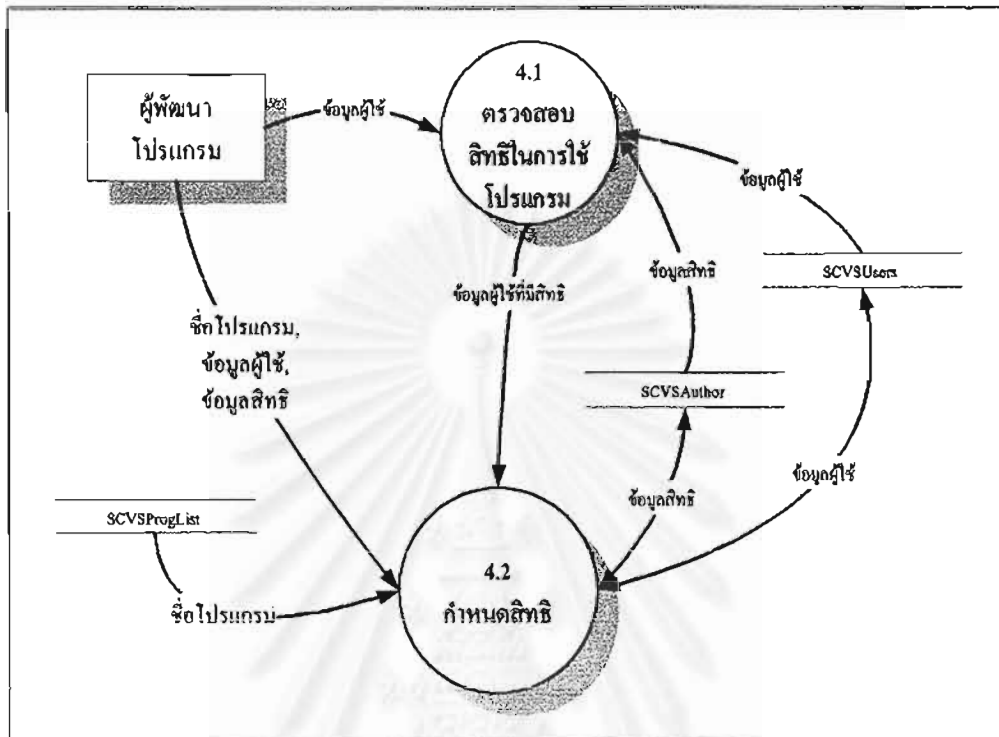 ผู้พัฒนา
โปรแกรม
ข้อมูลผู้ใช้
4.1
ตรวจสอบ
สิทธิในการใช้
โปรแกรม
ข้อมูลผู้ใช้
SCVSUsers
ข้อมูลสิทธิ
ข้อมูลผู้ใช้ที่มีสิทธิ
ชื่อโปรแกรม,
ข้อมูลผู้ใช้,
ข้อมูลสิทธิ
SCVSAuthor
ข้อมูลผู้ใช้
ข้อมูลสิทธิ
SCVSProgList
4.2
กำหนดสิทธิ
ชื่อโปรแกรม